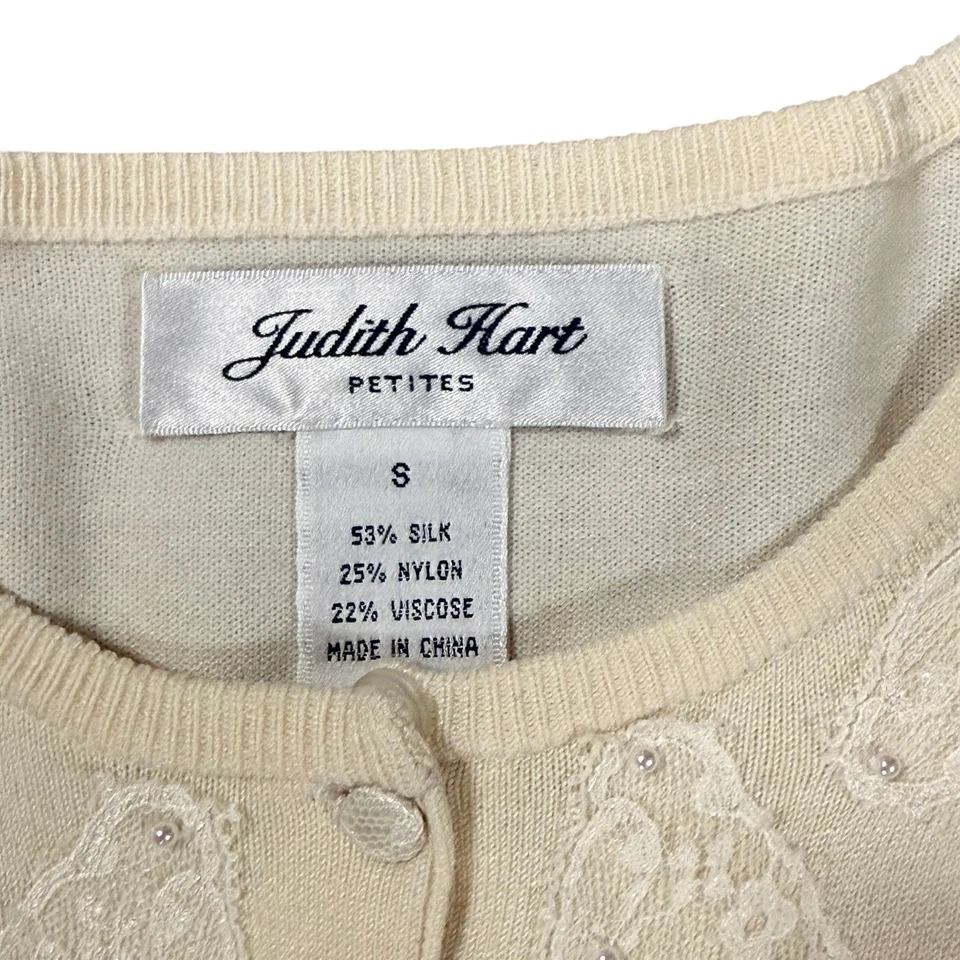 Judith Hart
PETITES
S
53% SILK
25% NYLON
22% VISCOSE
MADE IN CHINA